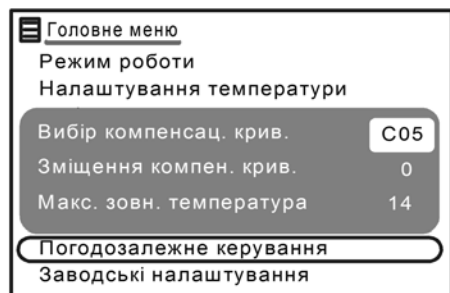 Головне меню
Режим роботи
Налаштування температури
Вибір компенсац. крив. C05
Зміщення компен. крив. 0
Макс. зовн. температура 14
Погодозалежне керування
Заводські налаштування